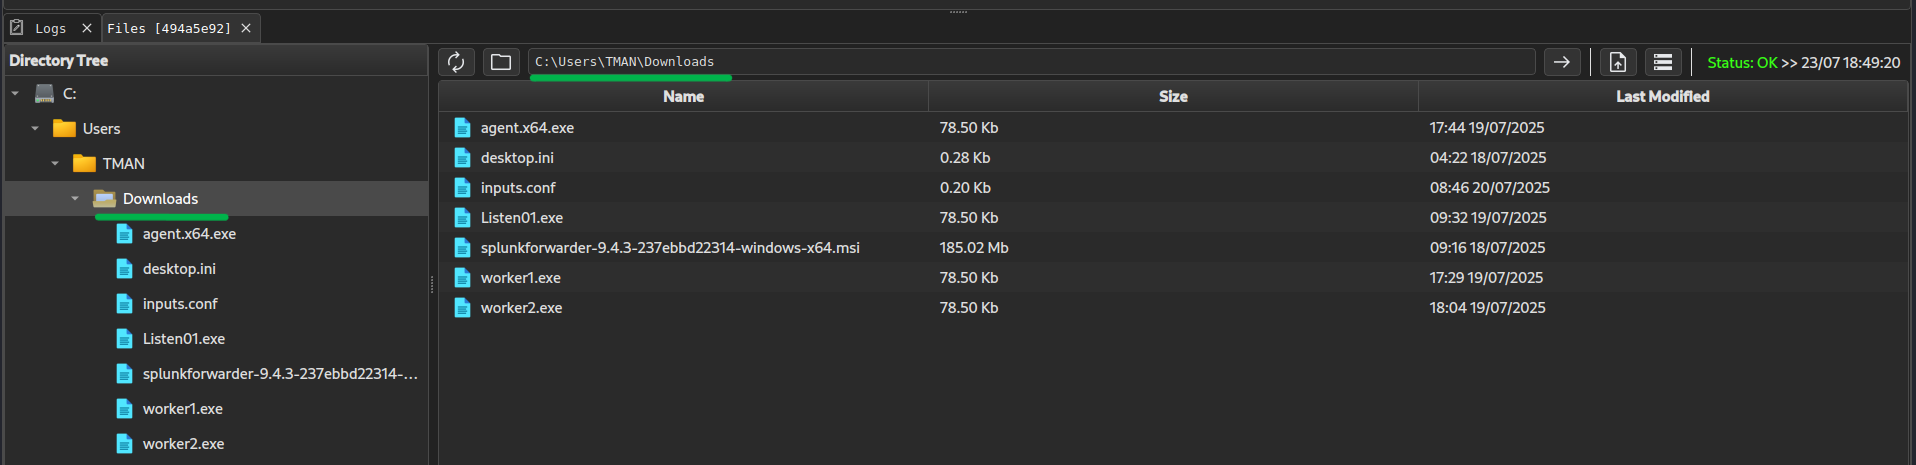 Logs Files [494a5e92]
Directory Tree
C:\Users\TMAN\Downloads Status: OK >> 23/07 18:49:20
C:
Users
TMAN
Downloads
agent.x64.exe
desktop.ini
inputs.conf
Listen01.exe
splunkforwarder-9.4.3-237ebbd22314-...
worker1.exe
worker2.exe
Name Size Last Modified
agent.x64.exe 78.50 Kb 17:44 19/07/2025
desktop.ini 0.28 Kb 04:22 18/07/2025
inputs.conf 0.20 Kb 08:46 20/07/2025
Listen01.exe 78.50 Kb 09:32 19/07/2025
splunkforwarder-9.4.3-237ebbd22314-windows-x64.msi 185.02 Mb 09:16 18/07/2025
worker1.exe 78.50 Kb 17:29 19/07/2025
worker2.exe 78.50 Kb 18:04 19/07/2025